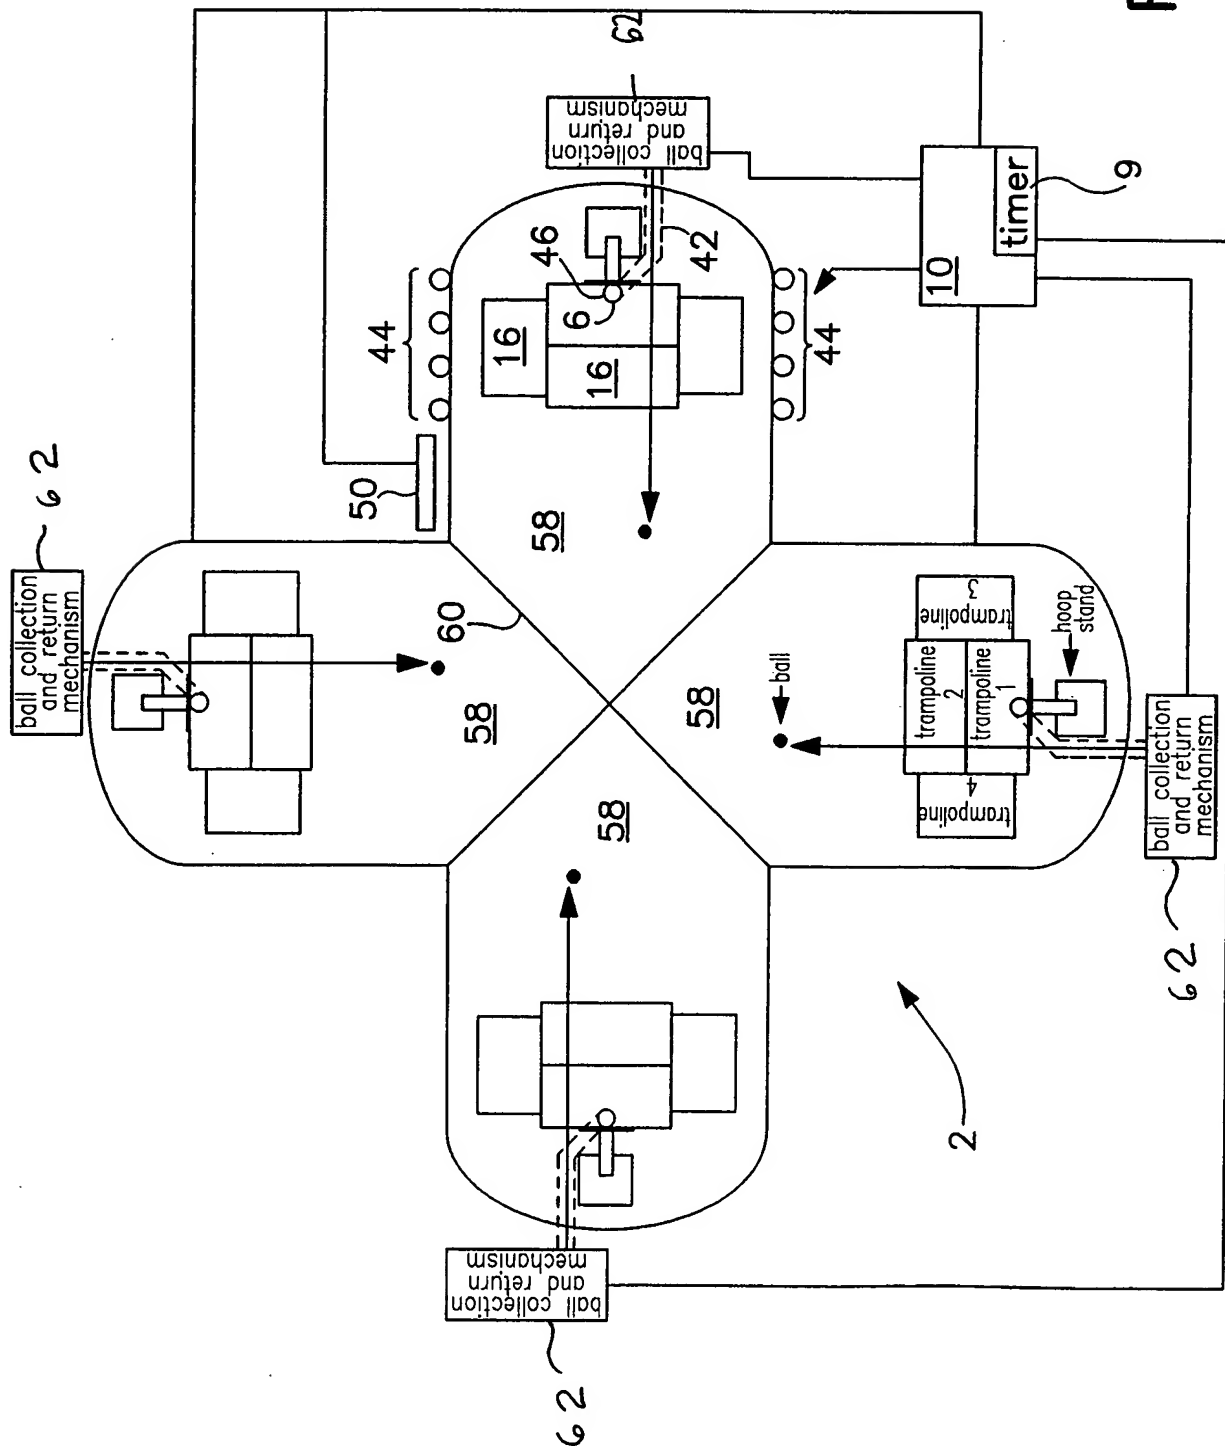 F
62
ball collection
and return
mechanism
62
ball collection
and return
mechanism
44
50
46
6
42
16
16
44
58
60
58
58
58
ball
10
timer
9
trampoline
3
trampoline
2
trampoline
1
trampoline
4
hoop
stand
ball collection
and return
mechanism
62
ball collection
and return
mechanism
62
2